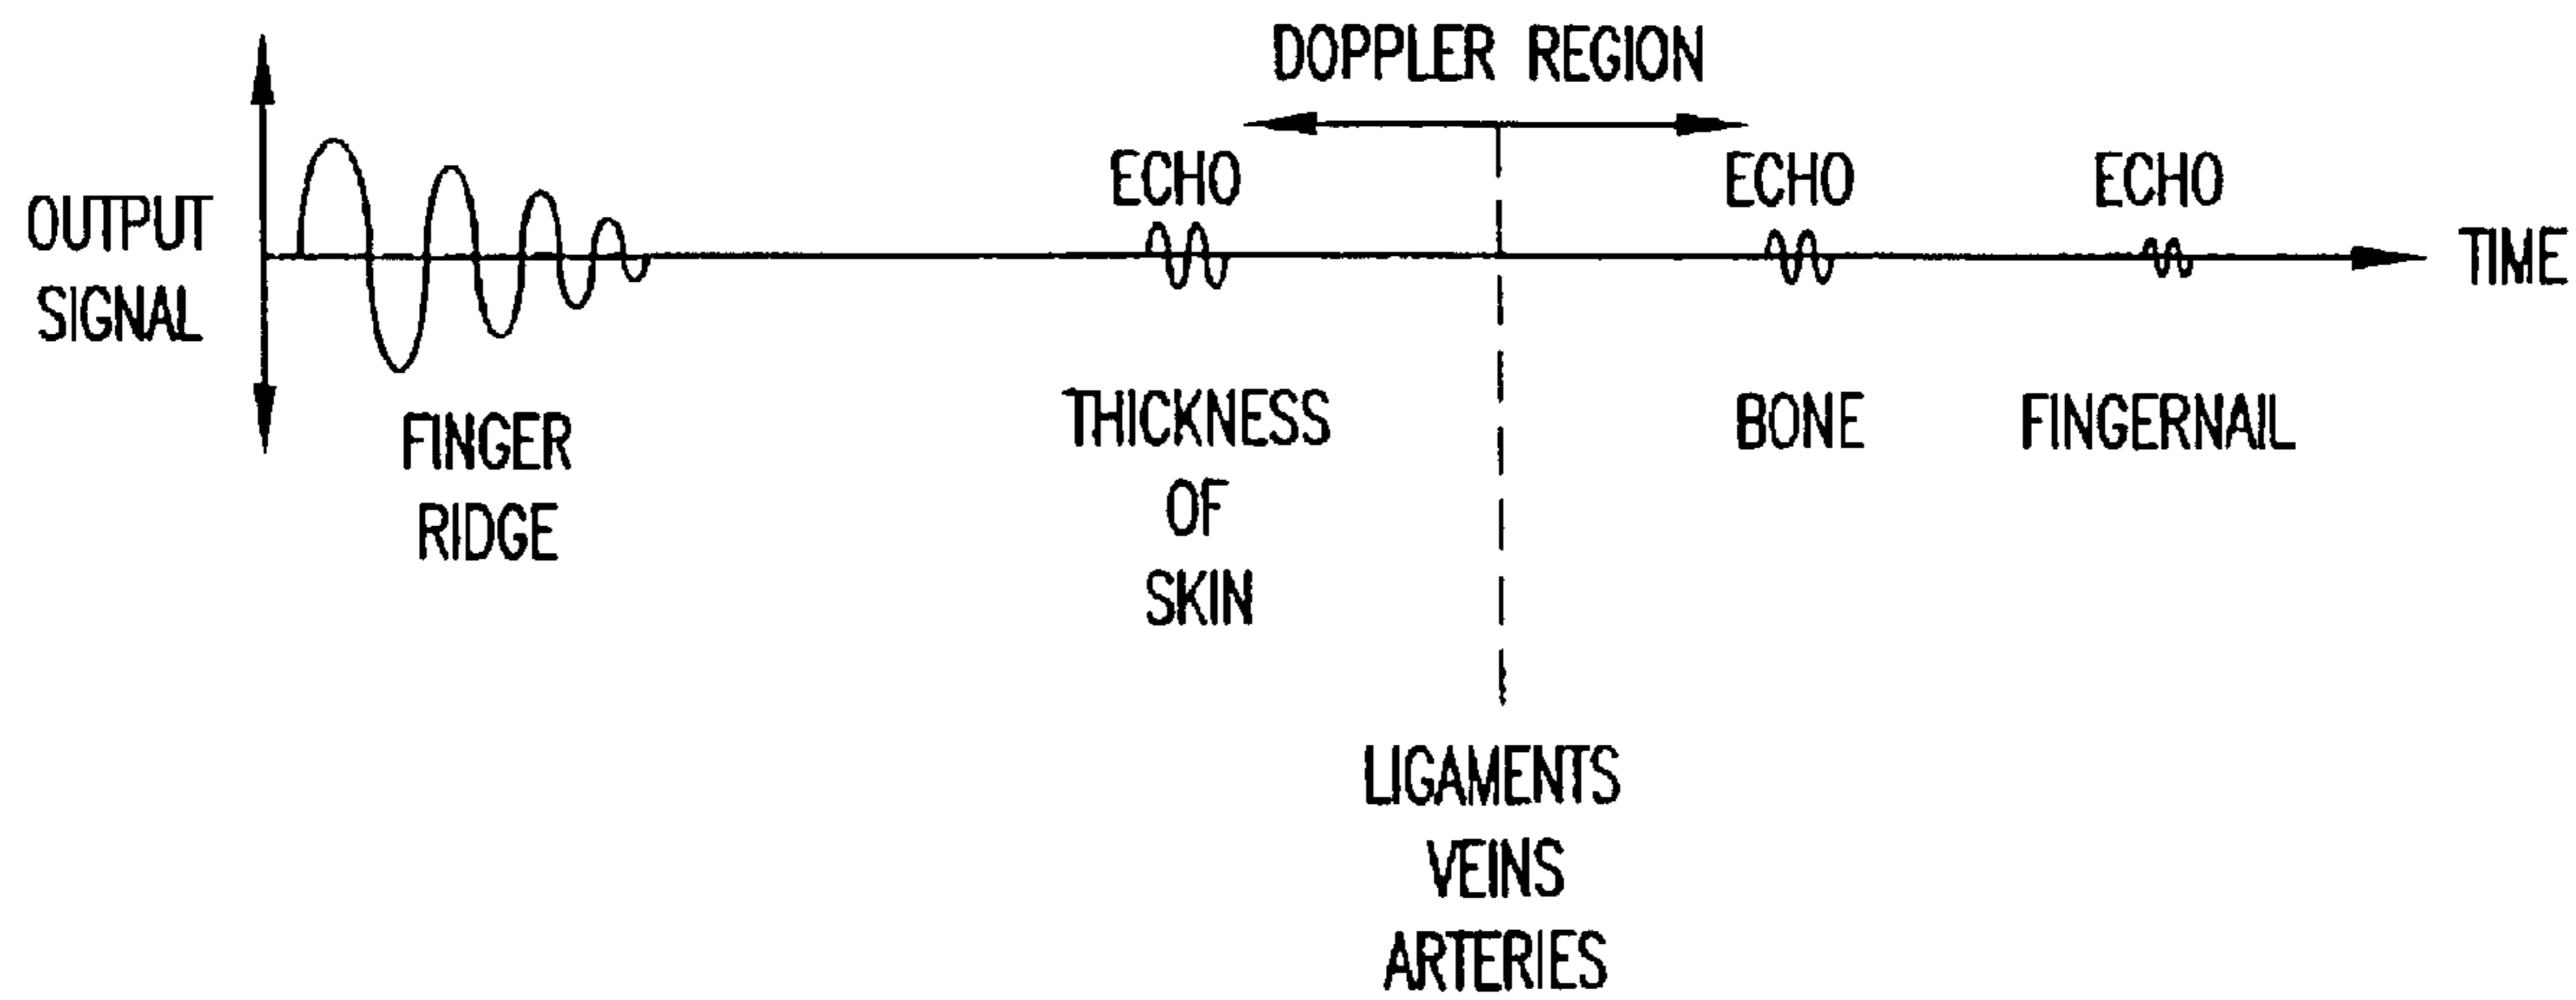 DOPPLER REGION
ECHO
ECHO
ECHO
OUTPUT
SIGNAL
TIME
FINGER
RIDGE
THICKNESS
OF
SKIN
BONE
FINGERNAIL
LIGAMENTS
VEINS
ARTERIES